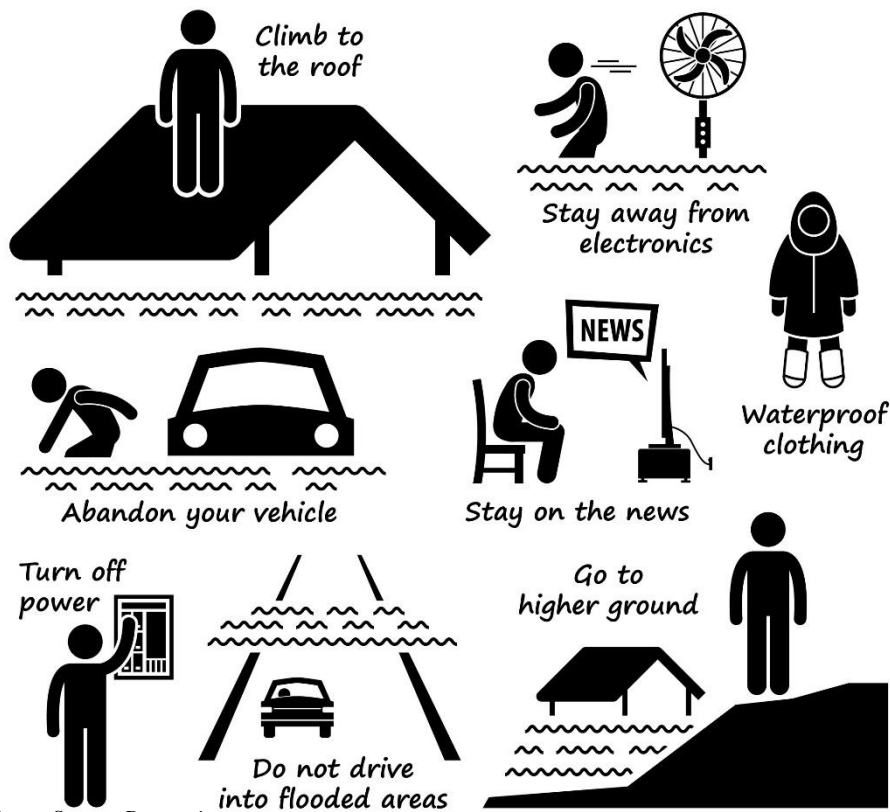 Climb to
the roof
Stay away from
electronics
NEWS
Waterproof
clothing
Abandon your vehicle
Stay on the news
Turn off
power
Go to
higher ground
Do not drive
into flooded areas